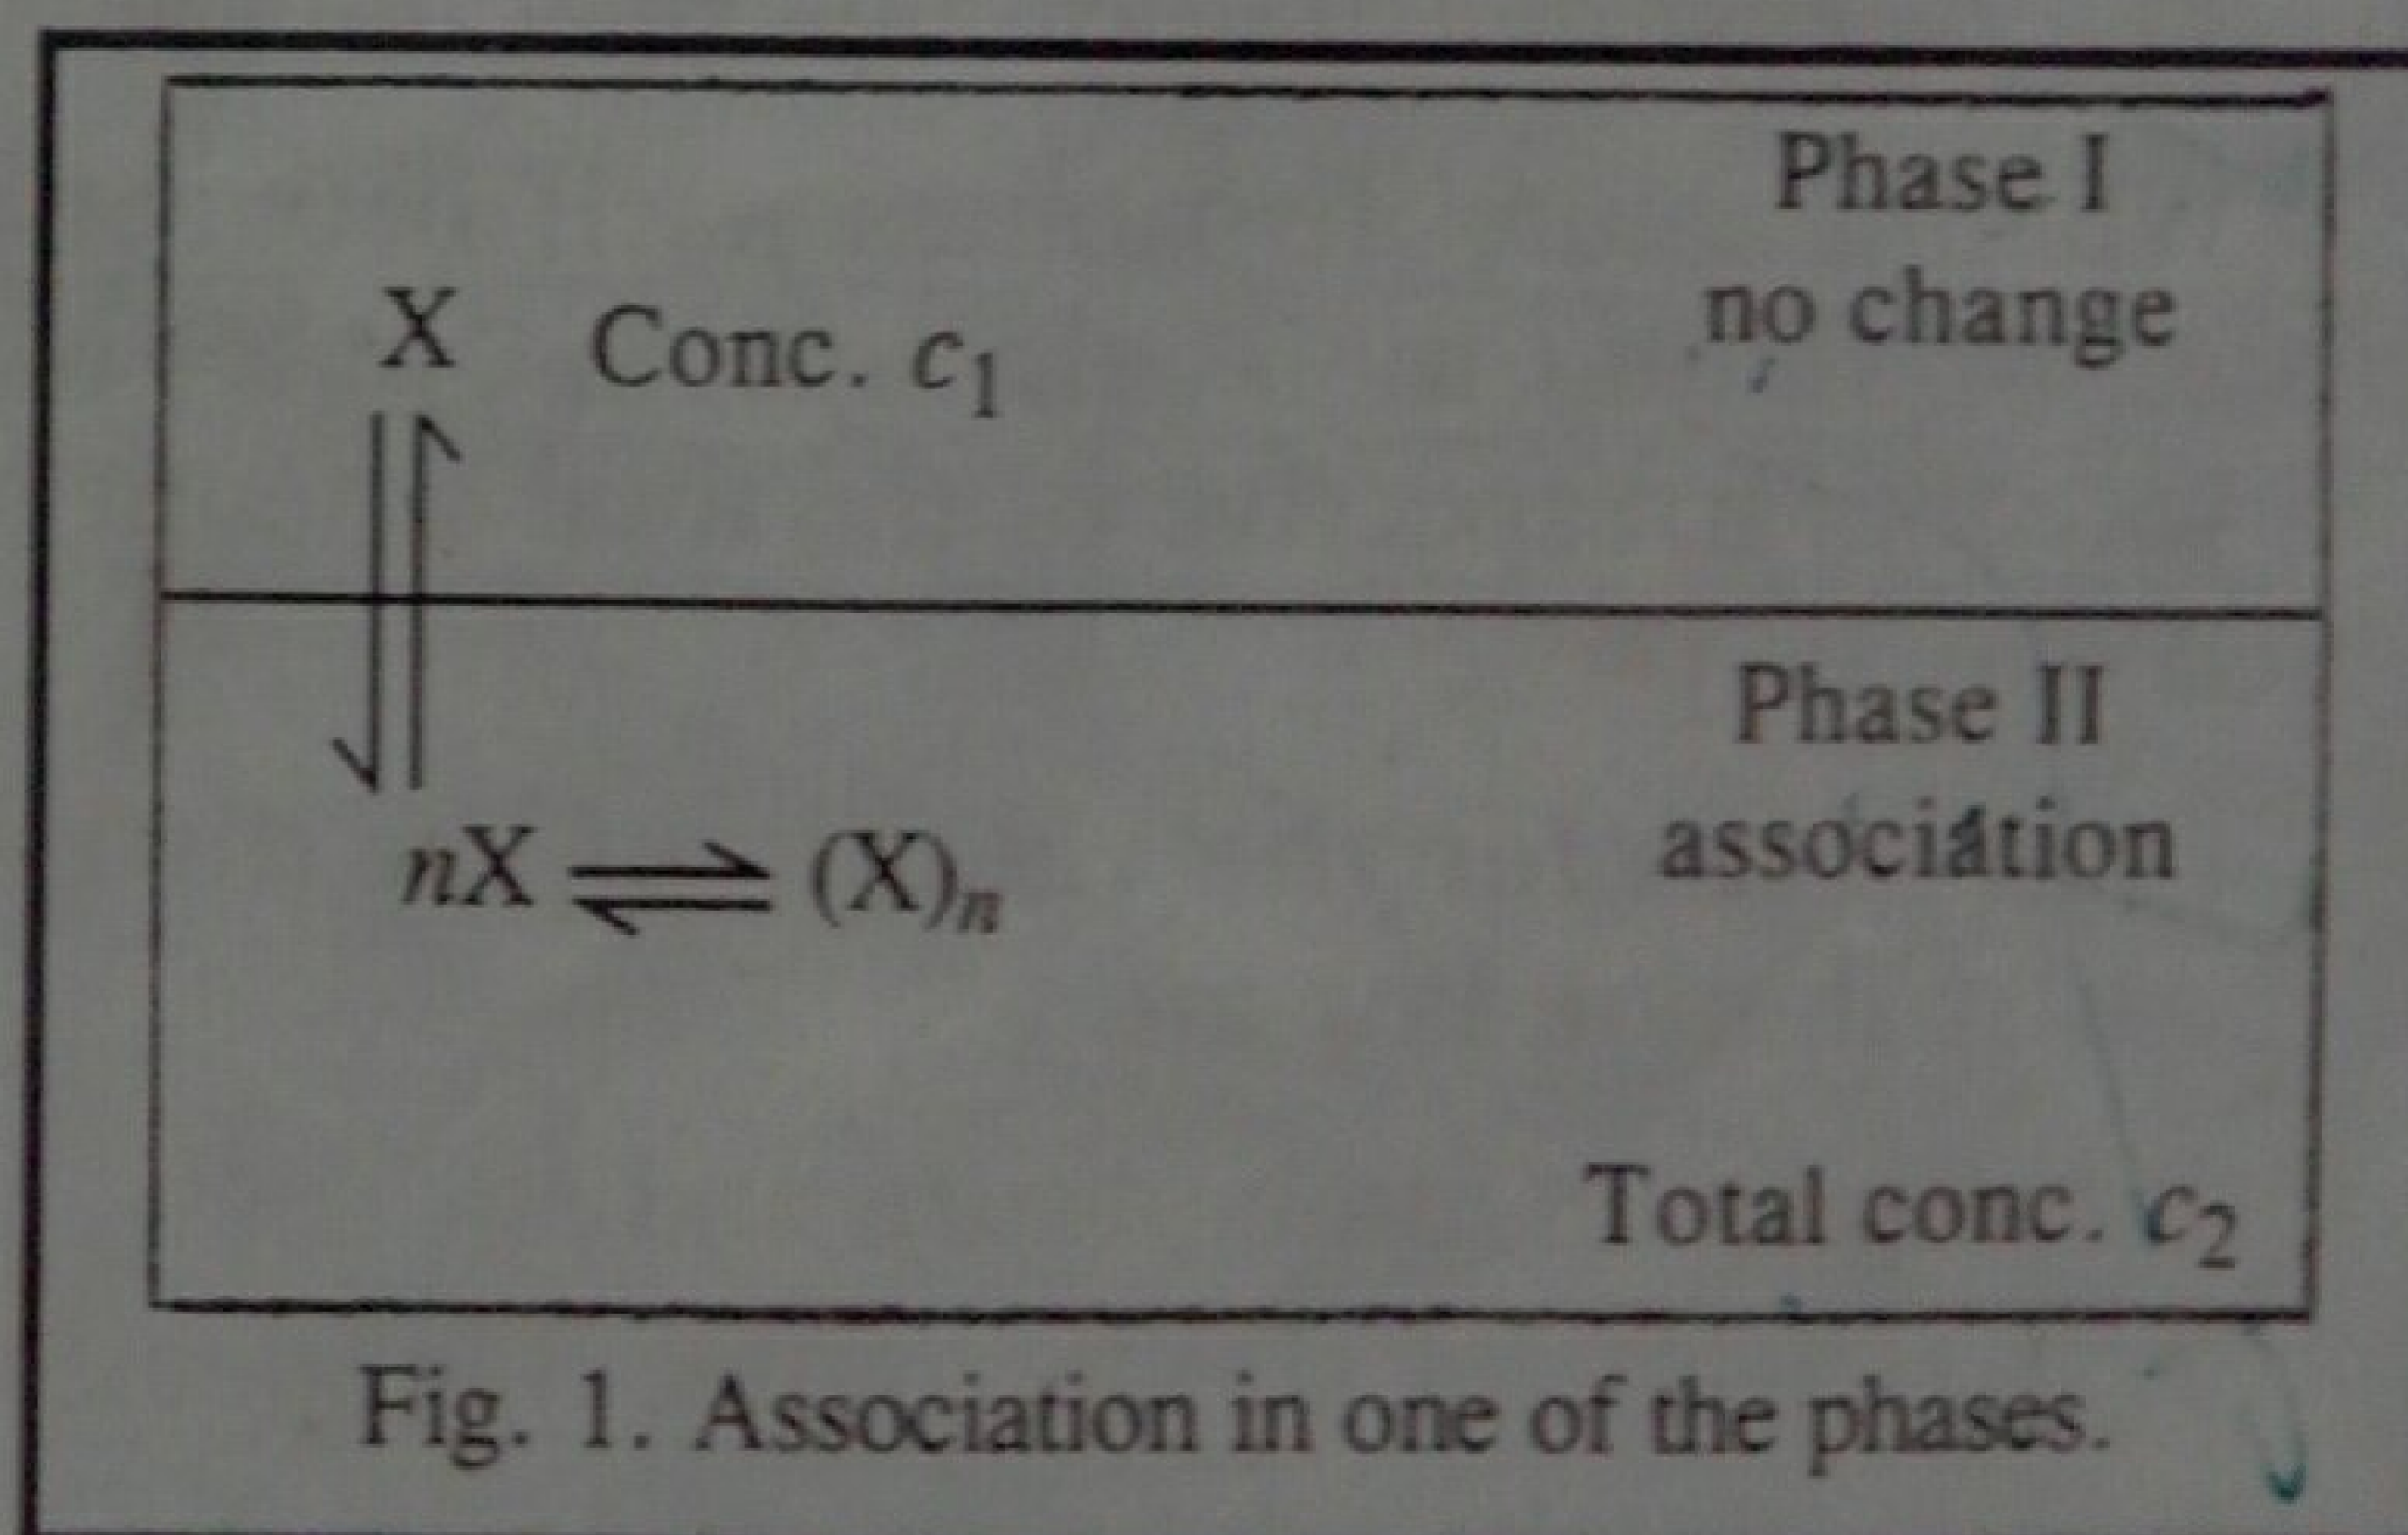 Phase I
no change
X Conc. c₁
Phase II
association
nX ⇌ (X)ₙ
Total conc. c₂
Fig. 1. Association in one of the phases.